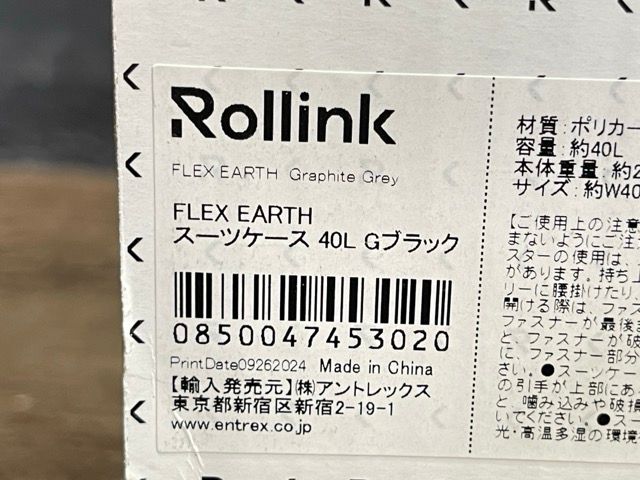 Rollink
FLEX EARTH Graphite Grey
FLEX EARTH
スーツケース 40L Gブラック
0850047453020
PrintDate09262024 Made in China
【輸入発売元】㈱アントレックス
東京都新宿区新宿2-19-1
www.entrex.co.jp
材質：ポリカー
容量：約40L
本体重量：約2
サイズ：約W40
【ご使用上の注意
まないようにご注
スターの使用は、
があります。持ち上
リーに腰掛けたり
開ける際は、ファス
ファスナーが最後ま
と、ファスナーが破
に、ファスナー部分
さい。●スーツケー
の引手が上部にあ
と、噛み込みや破損
いでください。●スー
光・高温多湿の環境